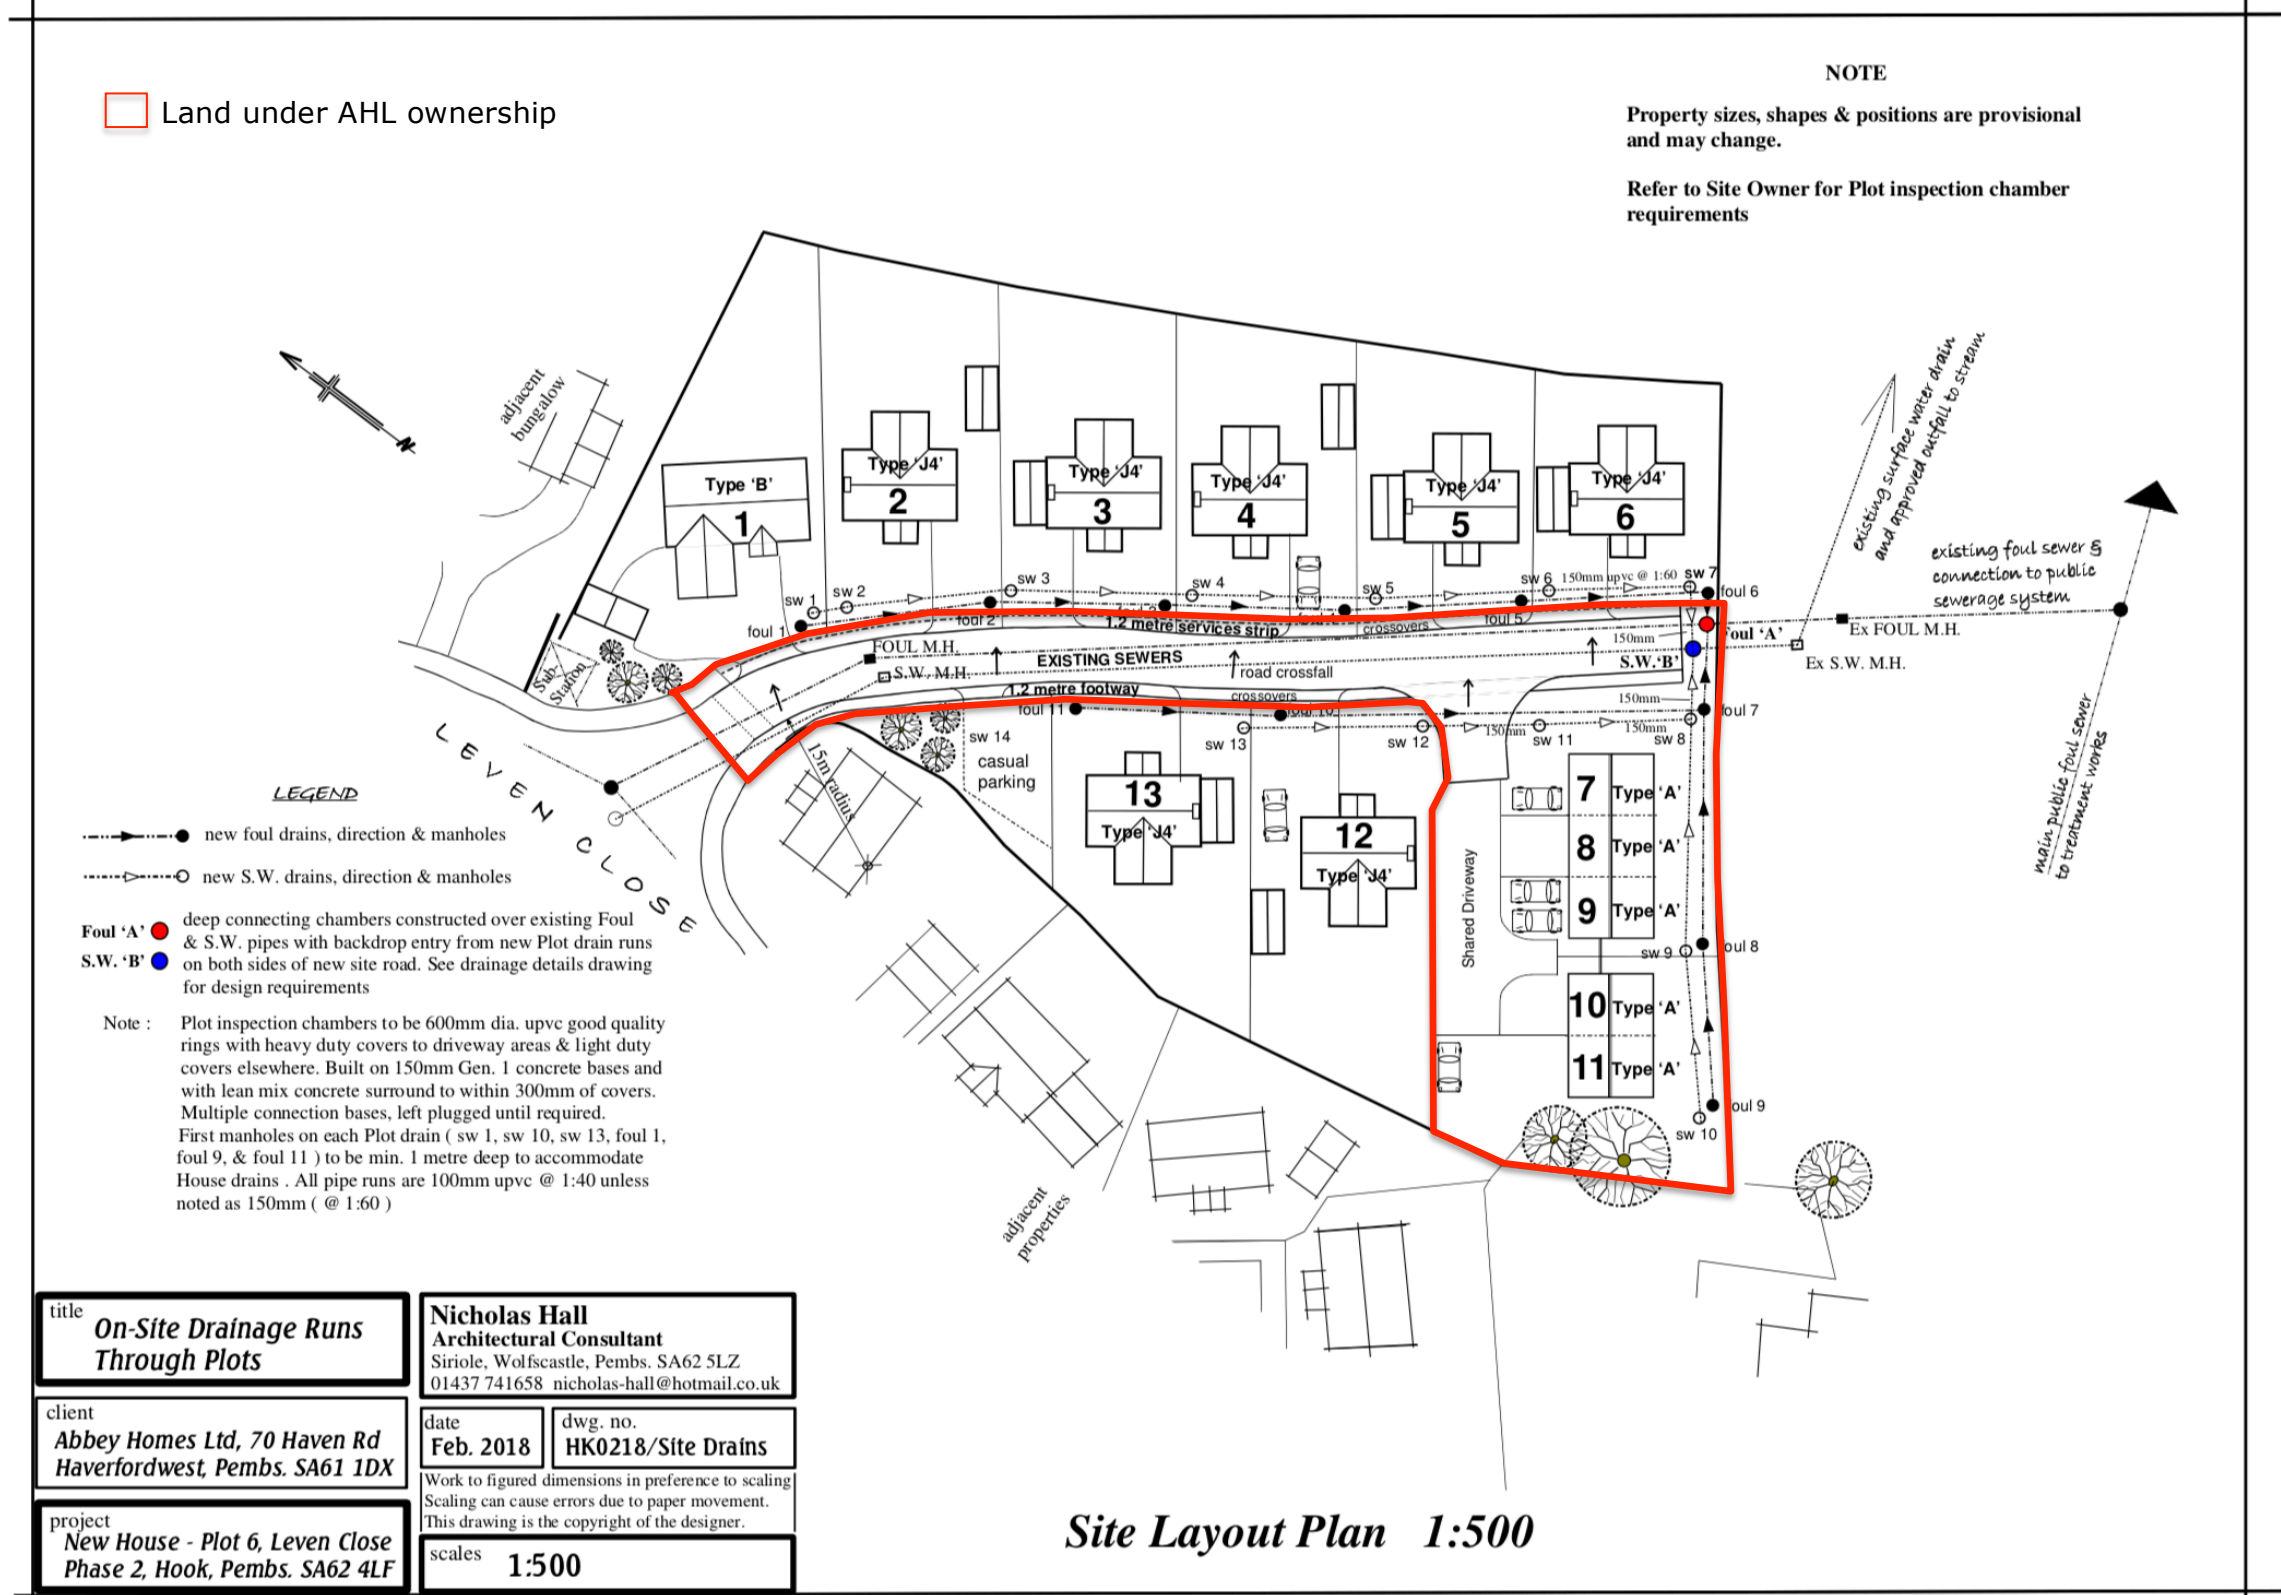 Land under AHL ownership
NOTE
Property sizes, shapes & positions are provisional
and may change.
Refer to Site Owner for Plot inspection chamber
requirements
adjacent
bungalow
Type 'B'
1
Type 'J4'
2
Type 'J4'
3
Type 'J4'
4
Type 'J4'
5
Type 'J4'
6
existing surface water drain
and approved outfall to stream
existing foul sewer &
connection to public
sewerage system
main public foul sewer
to treatment works
sw 1
sw 2
sw 3
sw 4
sw 5
sw 6
150mm upvc @ 1:60
sw 7
foul 6
foul 1
foul 2
foul 5
1.2 metre services strip
crossovers
150mm
Foul 'A'
S.W.'B'
Ex FOUL M.H.
Ex S.W. M.H.
FOUL M.H.
S.W. M.H.
EXISTING SEWERS
road crossfall
1.2 metre footway
crossovers
Sub
Station
foul 11
foul 10
150mm
foul 7
sw 14
sw 13
sw 12
150mm
sw 11
150mm
sw 8
casual
parking
15m radius
LEVEN CLOSE
13
Type 'J4'
12
Type 'J4'
Shared Driveway
7 Type 'A'
8 Type 'A'
9 Type 'A'
sw 9
oul 8
10 Type 'A'
11 Type 'A'
oul 9
sw 10
adjacent
properties
LEGEND
new foul drains, direction & manholes
new S.W. drains, direction & manholes
Foul 'A'
S.W. 'B'
deep connecting chambers constructed over existing Foul
& S.W. pipes with backdrop entry from new Plot drain runs
on both sides of new site road. See drainage details drawing
for design requirements
Note : Plot inspection chambers to be 600mm dia. upvc good quality
rings with heavy duty covers to driveway areas & light duty
covers elsewhere. Built on 150mm Gen. 1 concrete bases and
with lean mix concrete surround to within 300mm of covers.
Multiple connection bases, left plugged until required.
First manholes on each Plot drain ( sw 1, sw 10, sw 13, foul 1,
foul 9, & foul 11 ) to be min. 1 metre deep to accommodate
House drains . All pipe runs are 100mm upvc @ 1:40 unless
noted as 150mm ( @ 1:60 )
title
On-Site Drainage Runs
Through Plots
client
Abbey Homes Ltd, 70 Haven Rd
Haverfordwest, Pembs. SA61 1DX
project
New House - Plot 6, Leven Close
Phase 2, Hook, Pembs. SA62 4LF
Nicholas Hall
Architectural Consultant
Siriole, Wolfscastle, Pembs. SA62 5LZ
01437 741658 nicholas-hall@hotmail.co.uk
date
Feb. 2018
dwg. no.
HK0218/Site Drains
Work to figured dimensions in preference to scaling
Scaling can cause errors due to paper movement.
This drawing is the copyright of the designer.
scales
1:500
Site Layout Plan 1:500
N